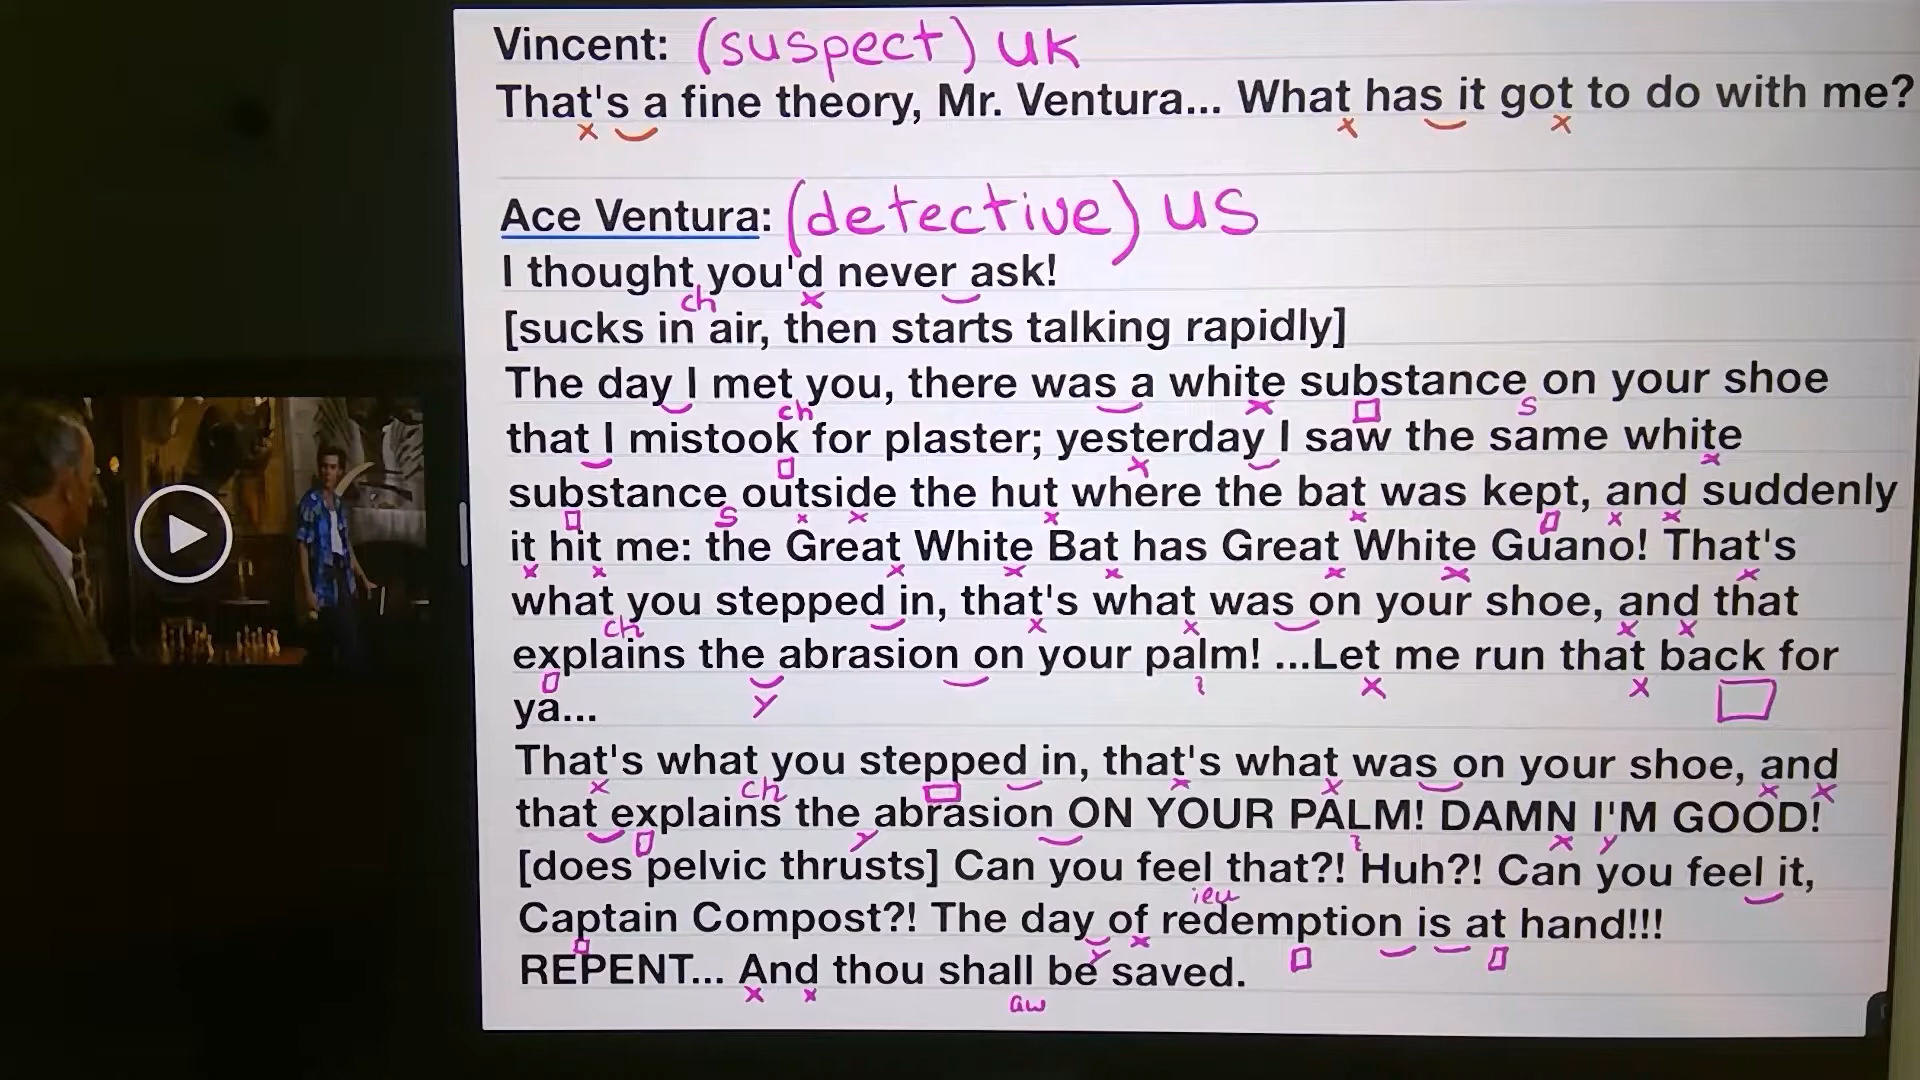 Vincent: (suspect) UK
That's a fine theory, Mr. Ventura... What has it got to do with me?
x x x
Ace Ventura: (detective) US
I thought you'd never ask!
ch x
[sucks in air, then starts talking rapidly]
The day I met you, there was a white substance on your shoe
ch x s
that I mistook for plaster; yesterday I saw the same white
x x
substance outside the hut where the bat was kept, and suddenly
s x x x x x x
it hit me: the Great White Bat has Great White Guano! That's
x x x x x x x x
what you stepped in, that's what was on your shoe, and that
ch x x x x
explains the abrasion on your palm! ...Let me run that back for
y x x
ya...
That's what you stepped in, that's what was on your shoe, and
x ch x x x x
that explains the abrasion ON YOUR PALM! DAMN I'M GOOD!
y x y
[does pelvic thrusts] Can you feel that?! Huh?! Can you feel it,
ieu
Captain Compost?! The day of redemption is at hand!!!
y x
REPENT... And thou shall be saved.
x x aw